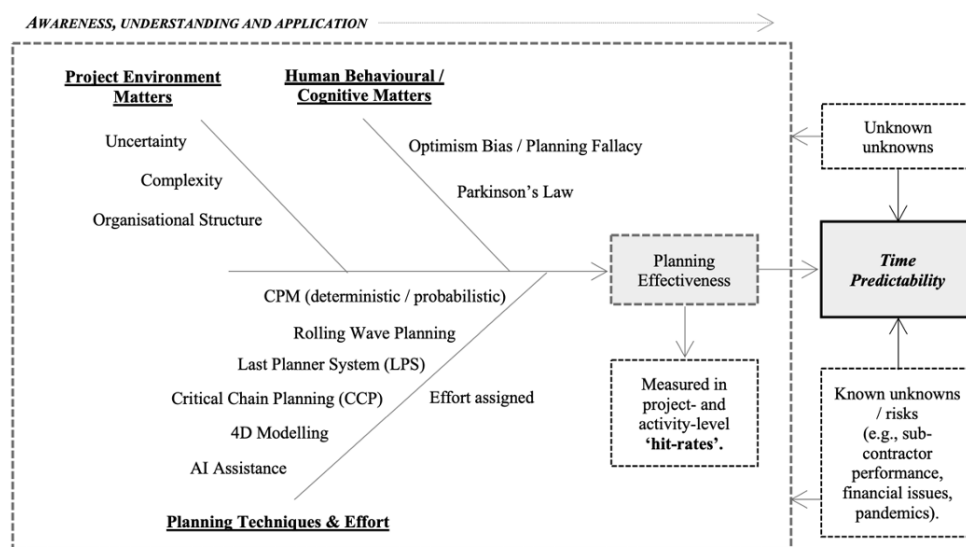 AWARENESS, UNDERSTANDING AND APPLICATION
Project Environment
Matters
Human Behavioural /
Cognitive Matters
Uncertainty
Complexity
Organisational Structure
Optimism Bias / Planning Fallacy
Parkinson's Law
CPM (deterministic / probabilistic)
Rolling Wave Planning
Last Planner System (LPS)
Critical Chain Planning (CCP)
4D Modelling
AI Assistance
Effort assigned
Planning Techniques & Effort
Planning
Effectiveness
Measured in
project- and
activity-level
‘hit-rates’.
Unknown
unknowns
Time
Predictability
Known unknowns
/ risks
(e.g., sub-
contractor
performance,
financial issues,
pandemics).